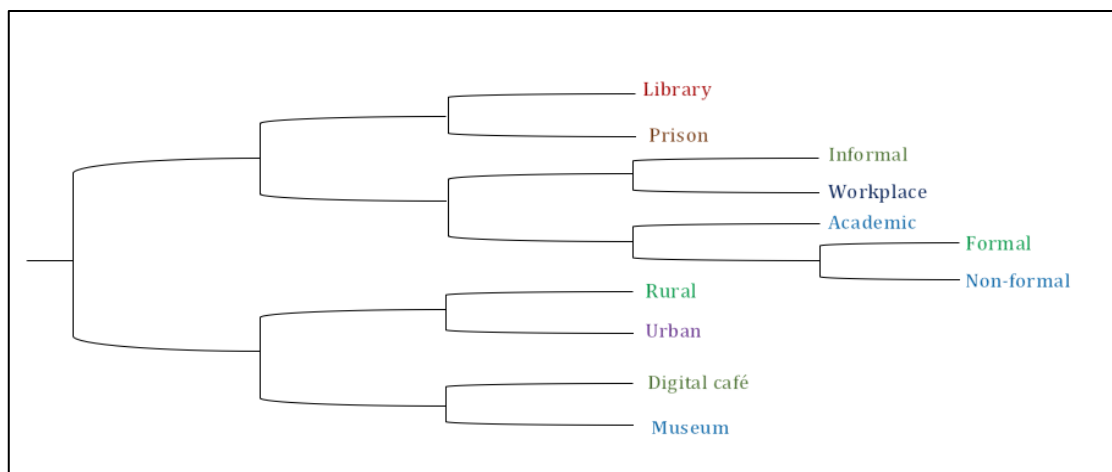 Library
Prison
Informal
Workplace
Academic
Formal
Non-formal
Rural
Urban
Digital café
Museum